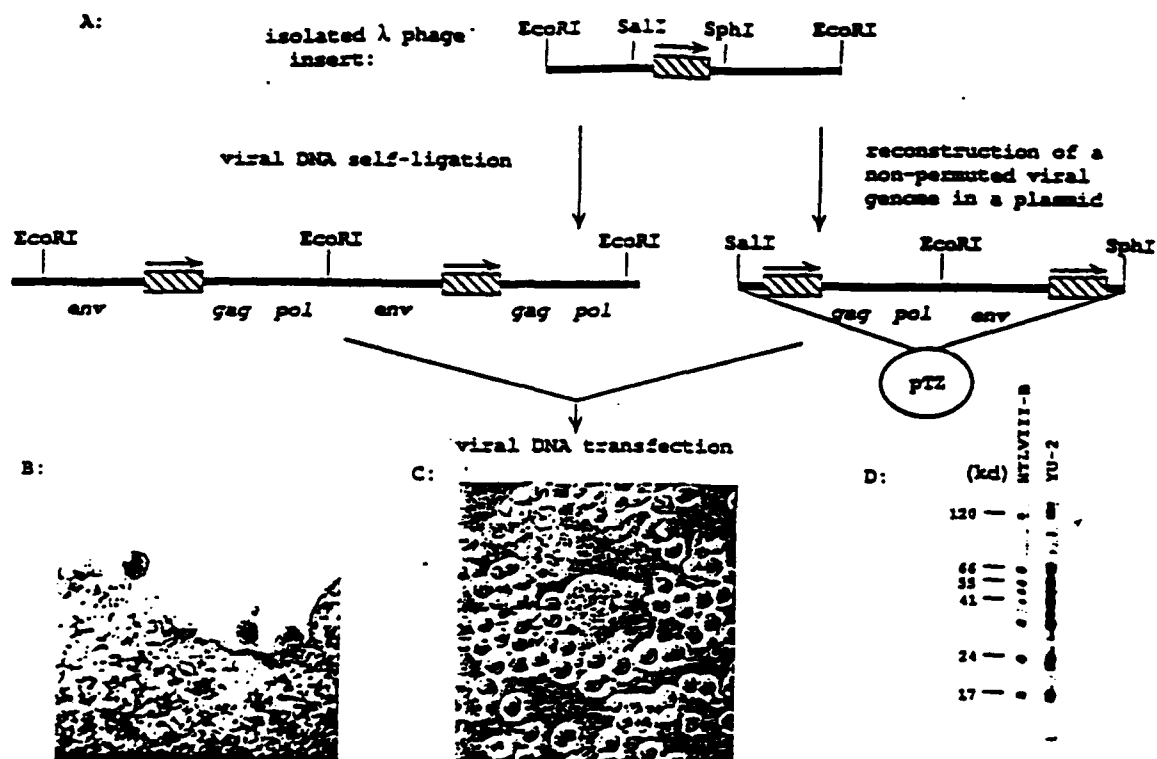 A:
isolated λ phage
insert:
EcoRI SalI SphI EcoRI
viral DNA self-ligation
reconstruction of a
non-permuted viral
genome in a plasmid
EcoRI EcoRI EcoRI
env gag pol env gag pol
SalI EcoRI SphI
gag pol env
pTZ
viral DNA transfection
B:
C:
D:
(kd)
HTLVIII-B
YU-2
120
66
55
41
24
17